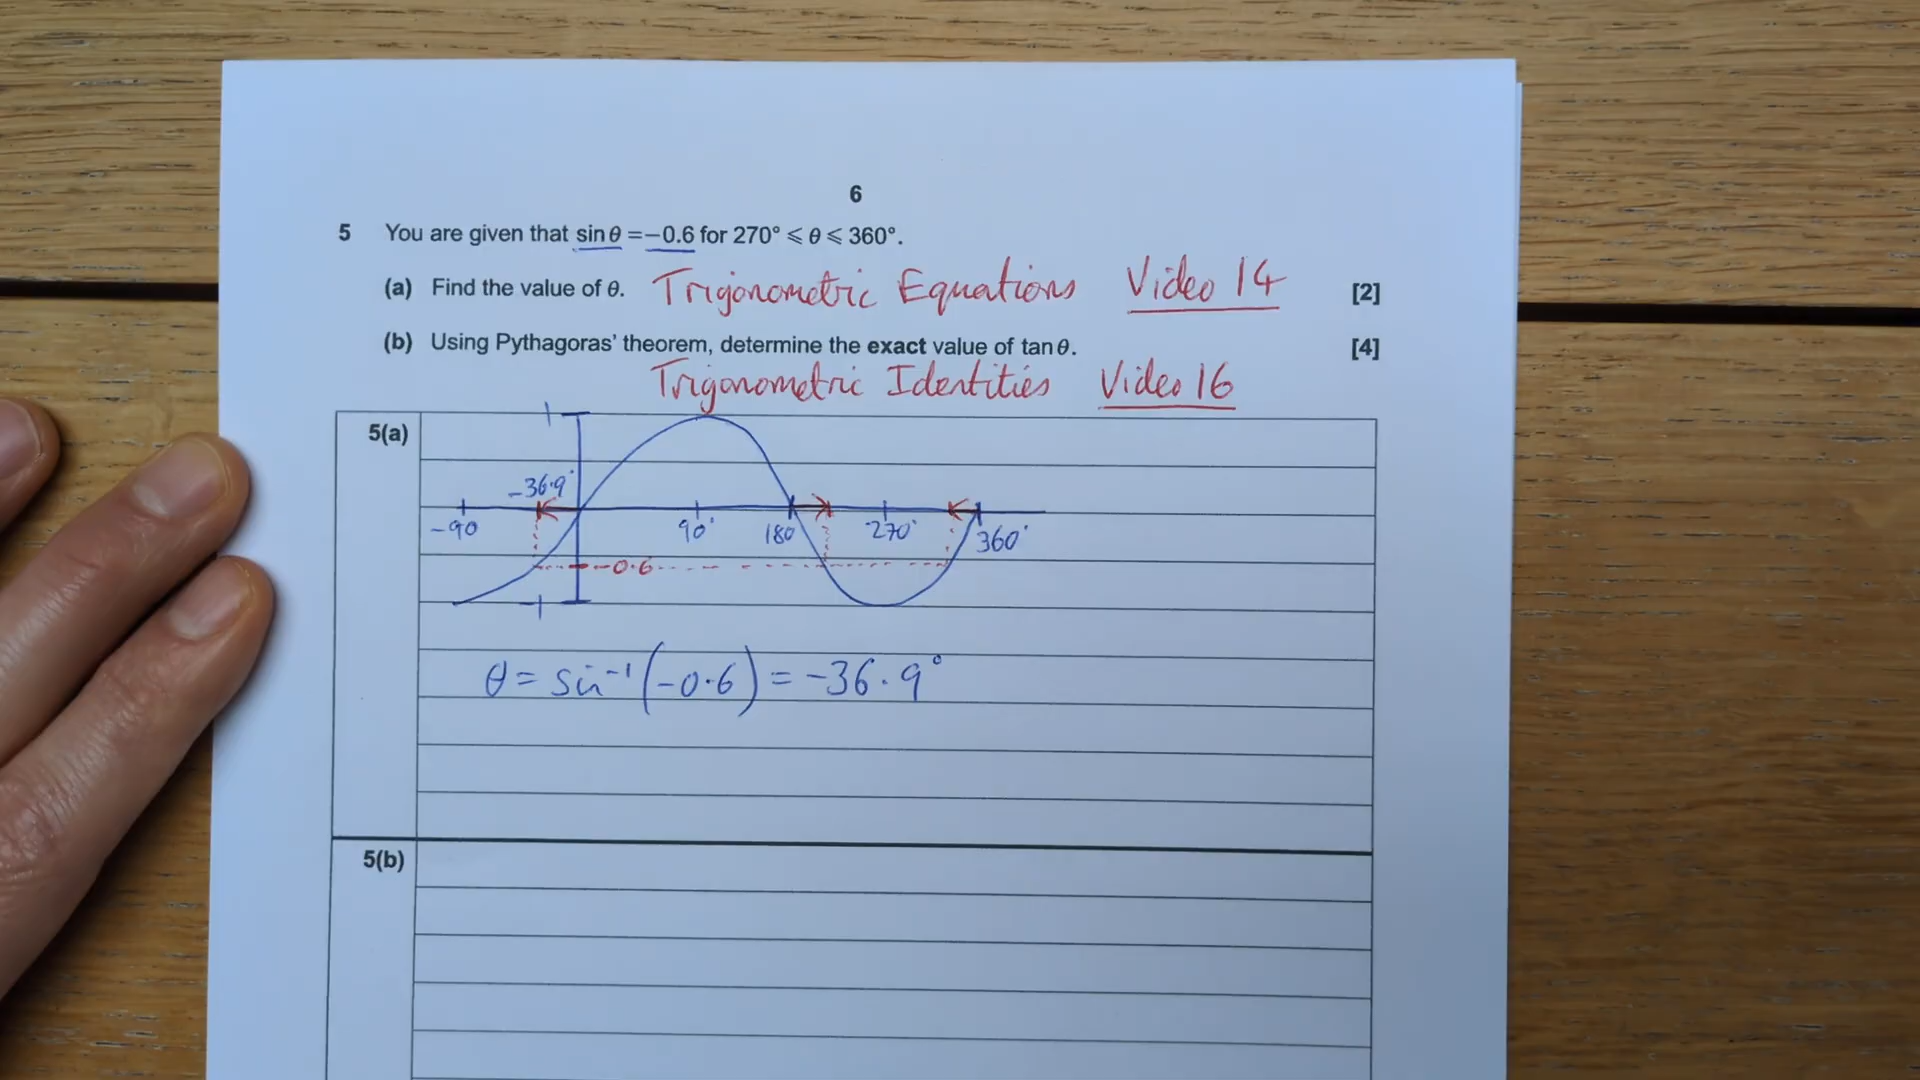 6
5 You are given that sin θ = −0.6 for 270° ⩽ θ ⩽ 360°.
(a) Find the value of θ. Trigonometric Equations Video 14 [2]
(b) Using Pythagoras' theorem, determine the exact value of tan θ. [4]
Trigonometric Identities Video 16
5(a)
1
-36.9°
-90 90° 180 270° 360°
-0.6
-1
θ = sin⁻¹(-0.6) = -36.9°
5(b)